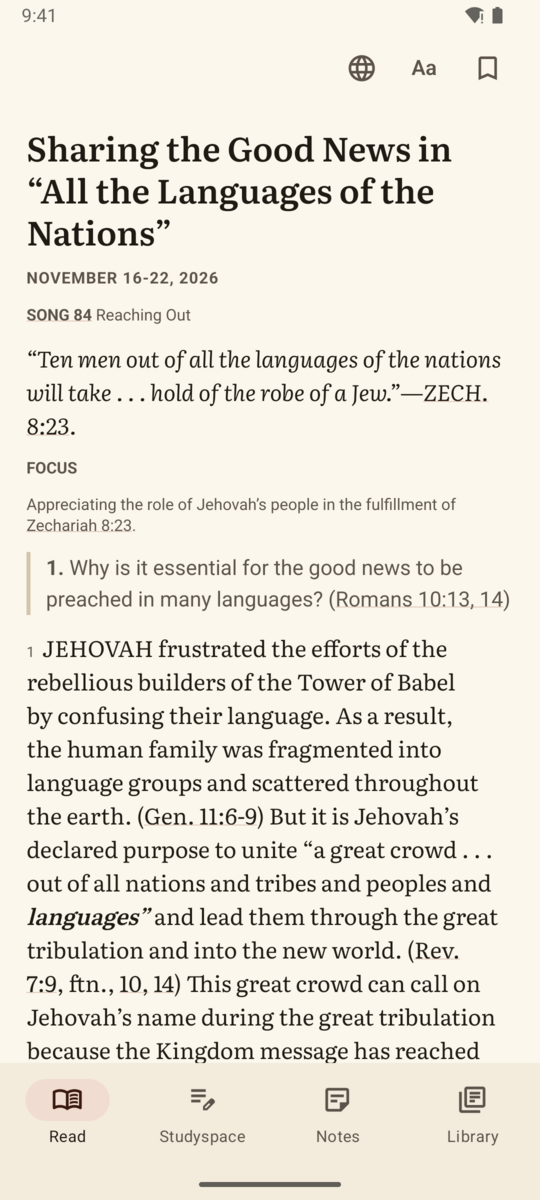 9:41
Aa
Sharing the Good News in
“All the Languages of the
Nations”
NOVEMBER 16-22, 2026
SONG 84 Reaching Out
“Ten men out of all the languages of the nations
will take . . . hold of the robe of a Jew.”—ZECH.
8:23.
FOCUS
Appreciating the role of Jehovah’s people in the fulfillment of
Zechariah 8:23.
1. Why is it essential for the good news to be
preached in many languages? (Romans 10:13, 14)
1 JEHOVAH frustrated the efforts of the
rebellious builders of the Tower of Babel
by confusing their language. As a result,
the human family was fragmented into
language groups and scattered throughout
the earth. (Gen. 11:6-9) But it is Jehovah’s
declared purpose to unite “a great crowd . . .
out of all nations and tribes and peoples and
languages” and lead them through the great
tribulation and into the new world. (Rev.
7:9, ftn., 10, 14) This great crowd can call on
Jehovah’s name during the great tribulation
because the Kingdom message has reached
Read
Studyspace
Notes
Library